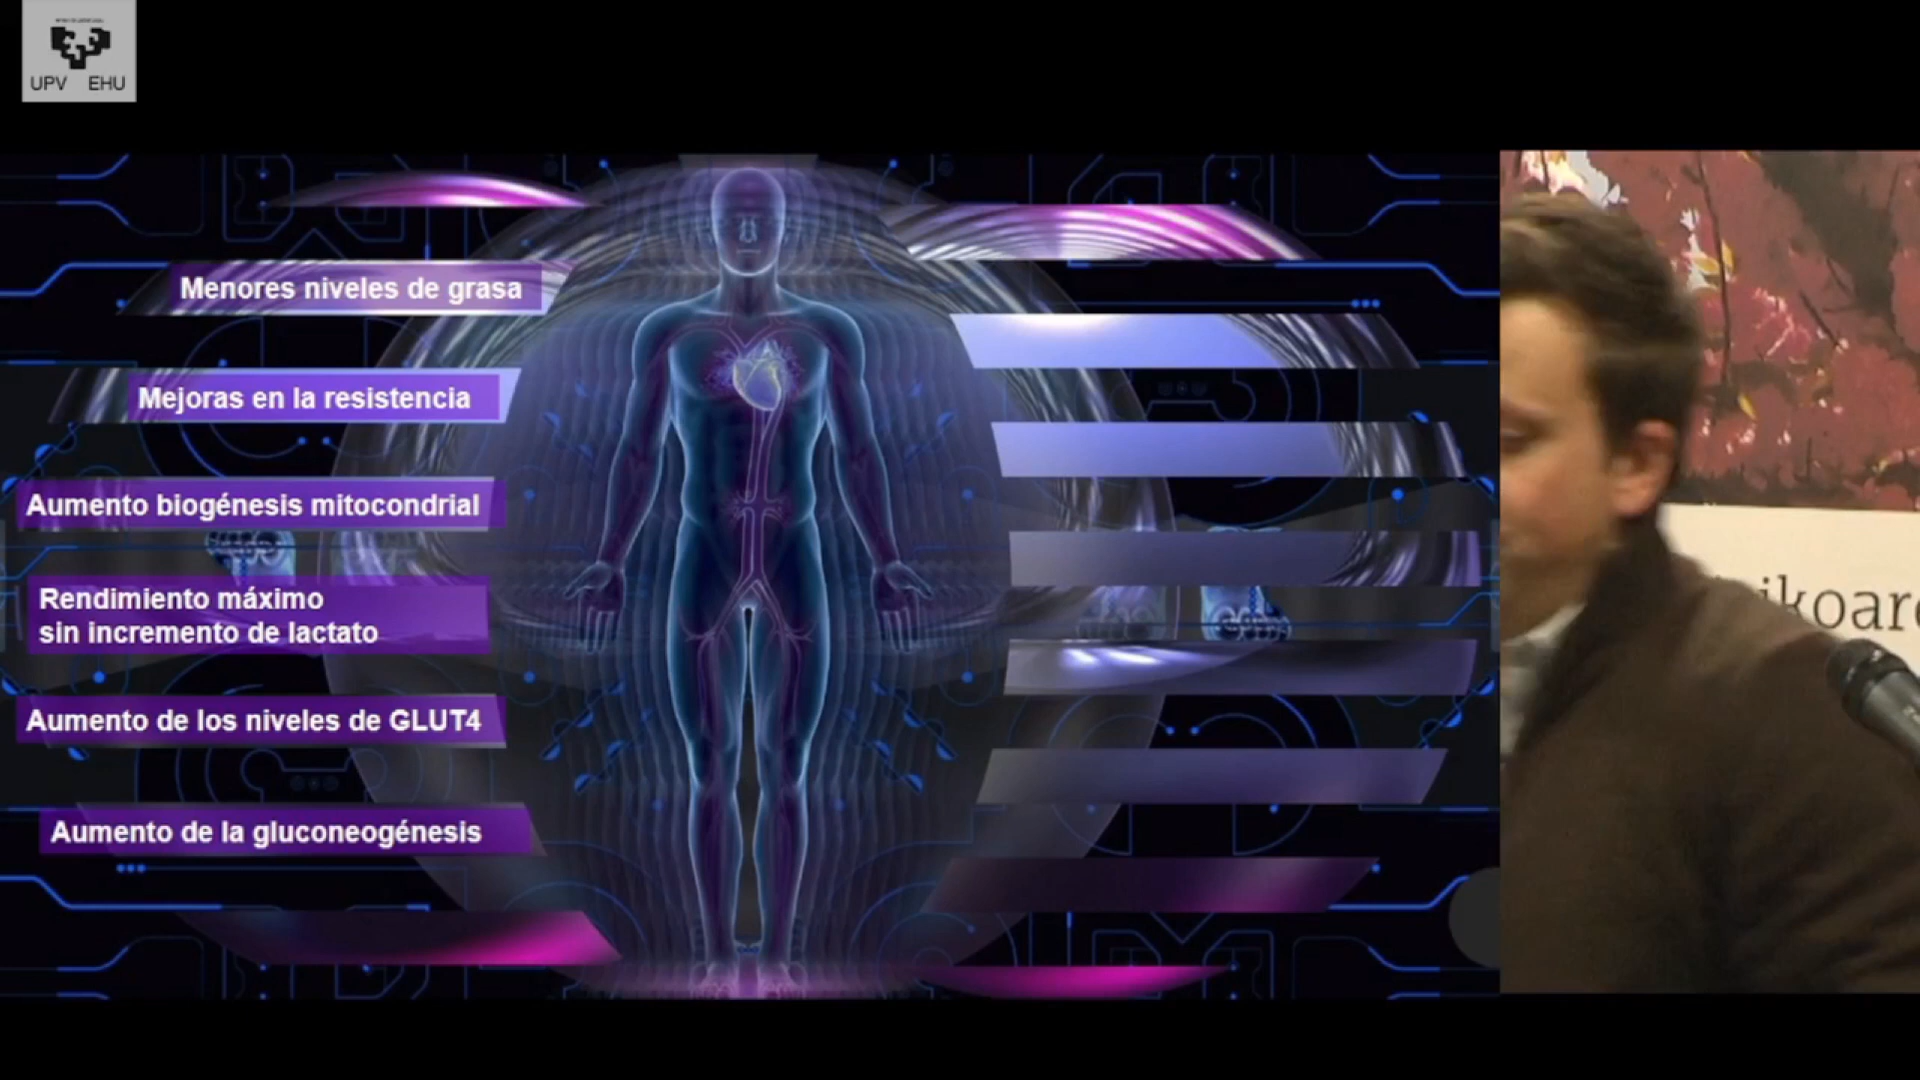 UPV EHU
Menores niveles de grasa
Mejoras en la resistencia
Aumento biogénesis mitocondrial
Rendimiento máximo
sin incremento de lactato
Aumento de los niveles de GLUT4
Aumento de la gluconeogénesis